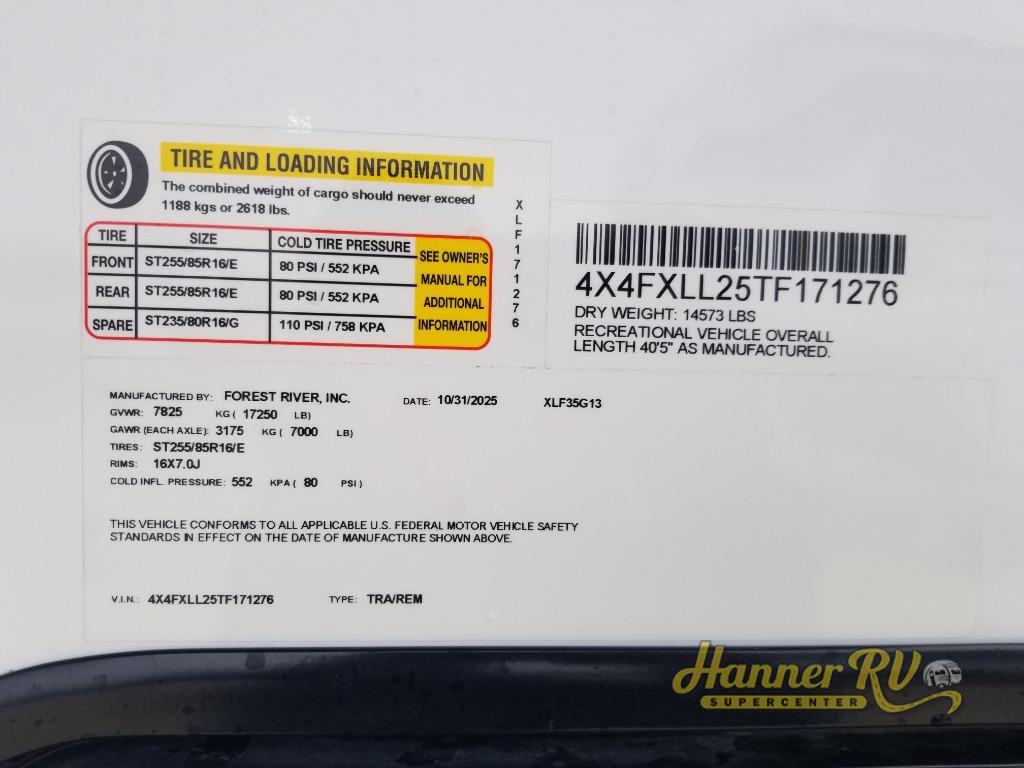 TIRE AND LOADING INFORMATION
The combined weight of cargo should never exceed
1188 kgs or 2618 lbs.
TIRE SIZE COLD TIRE PRESSURE
FRONT ST255/85R16/E 80 PSI / 552 KPA
REAR ST255/85R16/E 80 PSI / 552 KPA
SPARE ST235/80R16/G 110 PSI / 758 KPA
SEE OWNER'S
MANUAL FOR
ADDITIONAL
INFORMATION
XLF171276
4X4FXLL25TF171276
DRY WEIGHT: 14573 LBS
RECREATIONAL VEHICLE OVERALL
LENGTH 40'5" AS MANUFACTURED.
MANUFACTURED BY: FOREST RIVER, INC. DATE: 10/31/2025 XLF35G13
GVWR: 7825 KG ( 17250 LB)
GAWR (EACH AXLE): 3175 KG ( 7000 LB)
TIRES: ST255/85R16/E
RIMS: 16X7.0J
COLD INFL. PRESSURE: 552 KPA ( 80 PSI )
THIS VEHICLE CONFORMS TO ALL APPLICABLE U.S. FEDERAL MOTOR VEHICLE SAFETY
STANDARDS IN EFFECT ON THE DATE OF MANUFACTURE SHOWN ABOVE.
V.I.N.: 4X4FXLL25TF171276 TYPE: TRA/REM
Hanner RV
SUPERCENTER